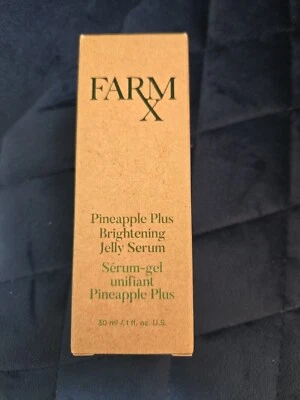 FARM
X
Pineapple Plus
Brightening
Jelly Serum
Sérum-gel
unifiant
Pineapple Plus
30 ml / 1 fl. oz. U.S.